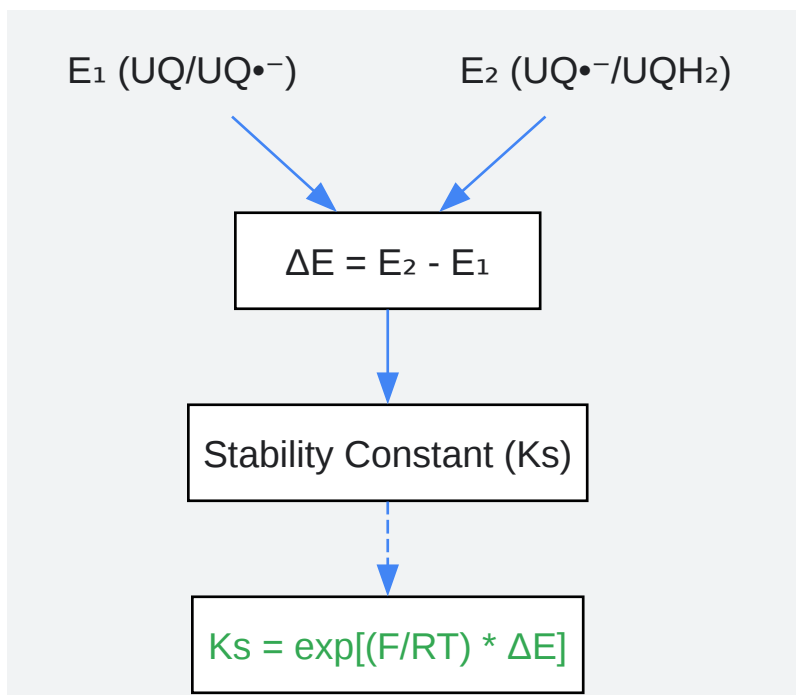 E₁ (UQ/UQ•⁻)
E₂ (UQ•⁻/UQH₂)
ΔE = E₂ - E₁
Stability Constant (Ks)
Ks = exp[(F/RT) * ΔE]